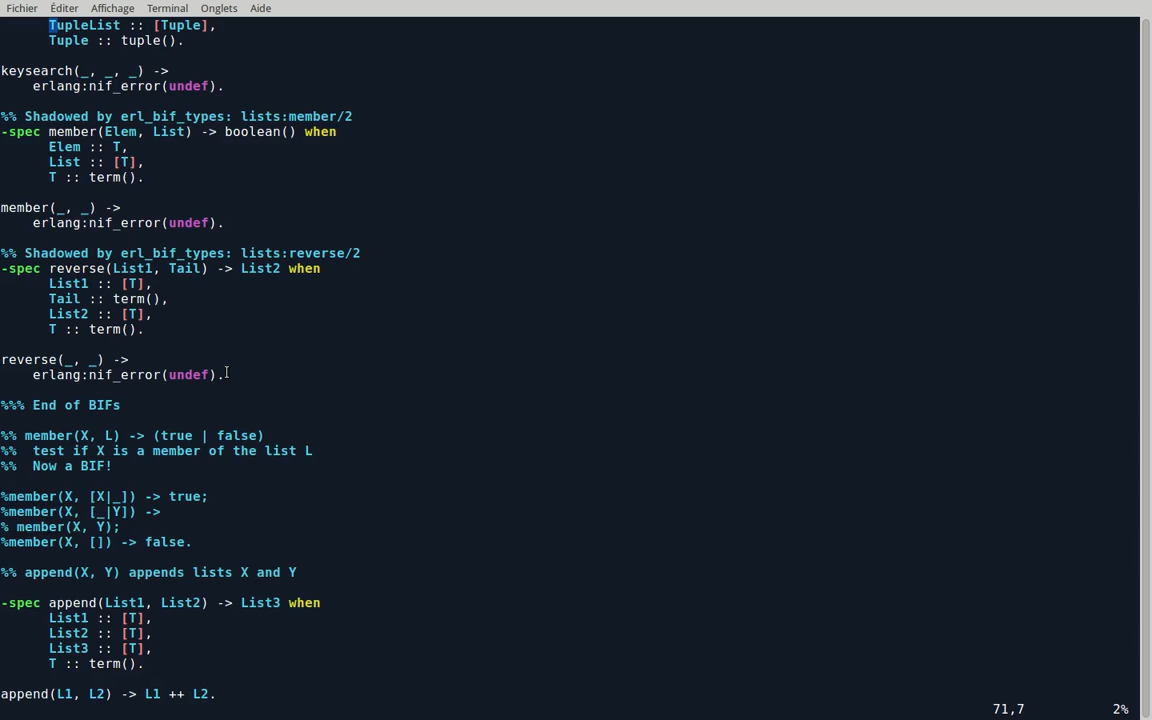 Fichier Éditer Affichage Terminal Onglets Aide
      TupleList :: [Tuple],
      Tuple :: tuple().
keysearch(_, _, _) ->
    erlang:nif_error(undef).
%% Shadowed by erl_bif_types: lists:member/2
-spec member(Elem, List) -> boolean() when
      Elem :: T,
      List :: [T],
      T :: term().
member(_, _) ->
    erlang:nif_error(undef).
%% Shadowed by erl_bif_types: lists:reverse/2
-spec reverse(List1, Tail) -> List2 when
      List1 :: [T],
      Tail :: term(),
      List2 :: [T],
      T :: term().
reverse(_, _) ->
    erlang:nif_error(undef).
%%% End of BIFs
%% member(X, L) -> (true | false)
%%  test if X is a member of the list L
%%  Now a BIF!
%member(X, [X|_]) -> true;
%member(X, [_|Y]) ->
% member(X, Y);
%member(X, []) -> false.
%% append(X, Y) appends lists X and Y
-spec append(List1, List2) -> List3 when
      List1 :: [T],
      List2 :: [T],
      List3 :: [T],
      T :: term().
append(L1, L2) -> L1 ++ L2.
71,7 2%